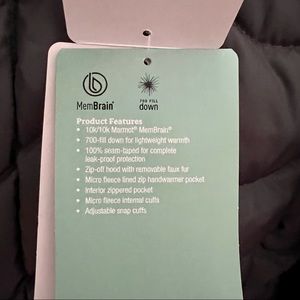 MemBrain®
700 FILL
down
Product Features
• 10k/10k Marmot® MemBrain®
• 700-fill down for lightweight warmth
• 100% seam-taped for complete
leak-proof protection
• Zip-off hood with removable faux fur
• Micro fleece lined zip handwarmer pocket
• Interior zippered pocket
• Micro fleece internal cuffs
• Adjustable snap cuffs